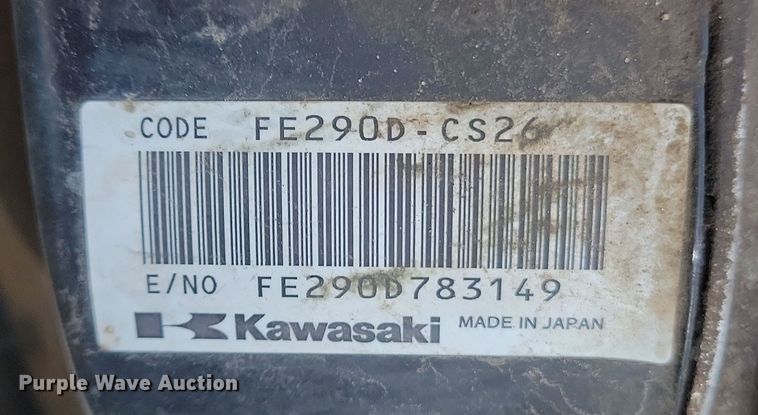 CODE FE290D-CS26
E/NO FE290D783149
Kawasaki MADE IN JAPAN
Purple Wave Auction